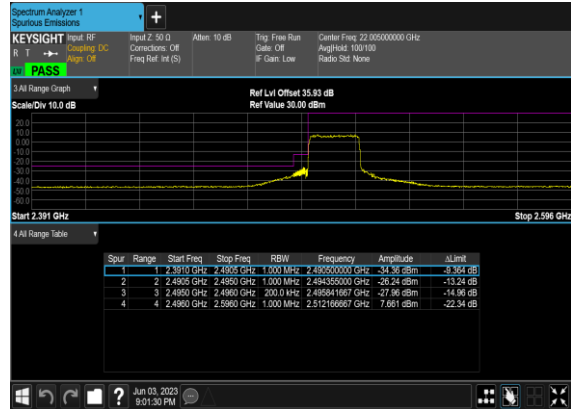 Spectrum Analyzer 1
Spurious Emissions
+
KEYSIGHT Input: RF Input Z: 50 Ω Atten: 10 dB Trig: Free Run Center Freq: 22.005000000 GHz
R T Coupling: DC Corrections: Off Gate: Off Avg|Hold: 100/100
Align: Off Freq Ref: Int (S) IF Gain: Low Radio Std: None
PASS
3 All Range Graph
Ref Lvl Offset 35.93 dB
Scale/Div 10.0 dB Ref Value 30.00 dBm
20.0
10.0
0.00
-10.0
-20.0
-30.0
-40.0
-50.0
-60.0
Start 2.391 GHz Stop 2.596 GHz
4 All Range Table
Spur Range Start Freq Stop Freq RBW Frequency Amplitude ΔLimit
1 1 2.3910 GHz 2.4905 GHz 1.000 MHz 2.490500000 GHz -34.36 dBm -9.364 dB
2 2 2.4905 GHz 2.4950 GHz 1.000 MHz 2.494355000 GHz -26.24 dBm -13.24 dB
3 3 2.4950 GHz 2.4960 GHz 200.0 kHz 2.495841667 GHz -27.96 dBm -14.96 dB
4 4 2.4960 GHz 2.5960 GHz 1.000 MHz 2.512166667 GHz 7.661 dBm -22.34 dB
?
Jun 03, 2023
9:01:30 PM